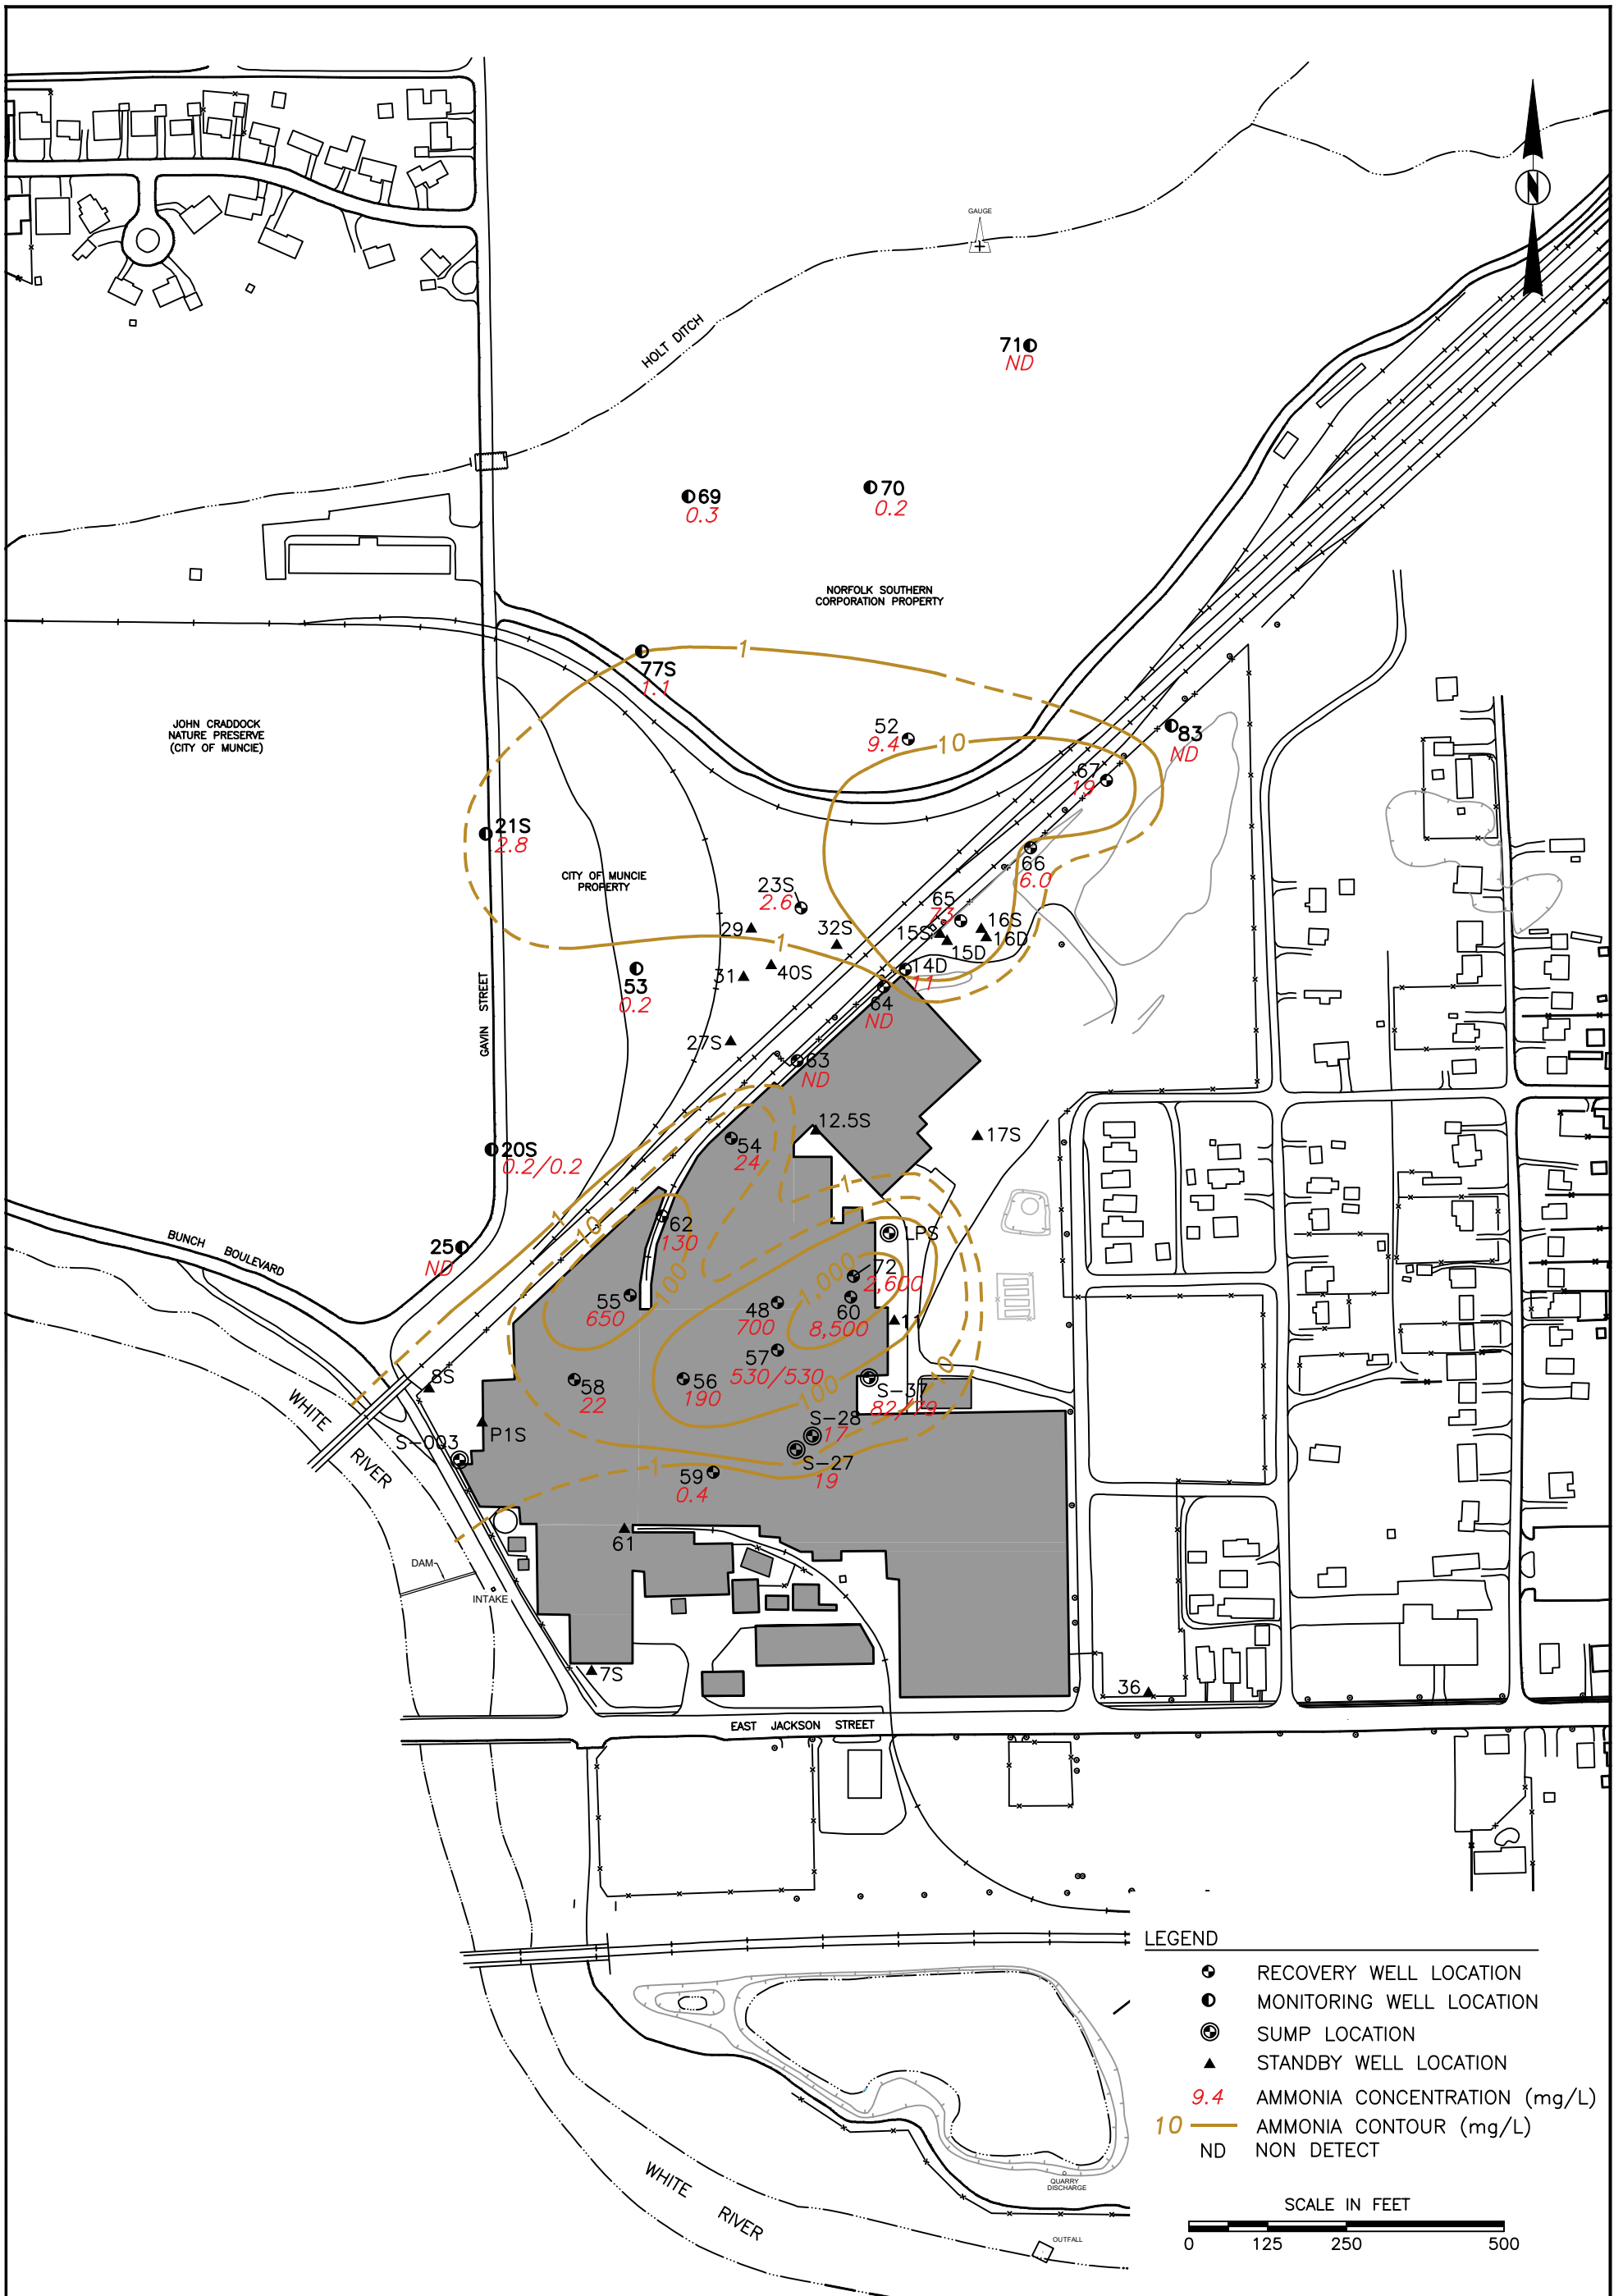 GAUGE
HOLT DITCH
71
ND
69
0.3
70
0.2
NORFOLK SOUTHERN
CORPORATION PROPERTY
1
77S
1.1
JOHN CRADDOCK
NATURE PRESERVE
(CITY OF MUNCIE)
52
9.4
10
83
ND
67
19
21S
2.8
66
6.0
CITY OF MUNCIE
PROPERTY
23S
2.6
65
73
16S
29
1
32S
15S
16D
15D
14D
11
31
40S
53
0.2
64
ND
GAVIN STREET
27S
63
ND
12.5S
17S
54
24
20S
0.2/0.2
1
1
10
62
130
LPS
BUNCH BOULEVARD
25
ND
100
1,000
72
2,600
55
650
48
700
60
8,500
11
57
530/530
10
8S
58
22
56
190
100
S-37
82/79
WHITE
RIVER
P1S
S-003
S-28
17
S-27
19
1
59
0.4
61
DAM
INTAKE
7S
36
EAST JACKSON STREET
LEGEND
RECOVERY WELL LOCATION
MONITORING WELL LOCATION
SUMP LOCATION
STANDBY WELL LOCATION
9.4 AMMONIA CONCENTRATION (mg/L)
10 AMMONIA CONTOUR (mg/L)
ND NON DETECT
QUARRY
DISCHARGE
WHITE
RIVER
OUTFALL
SCALE IN FEET
0 125 250 500